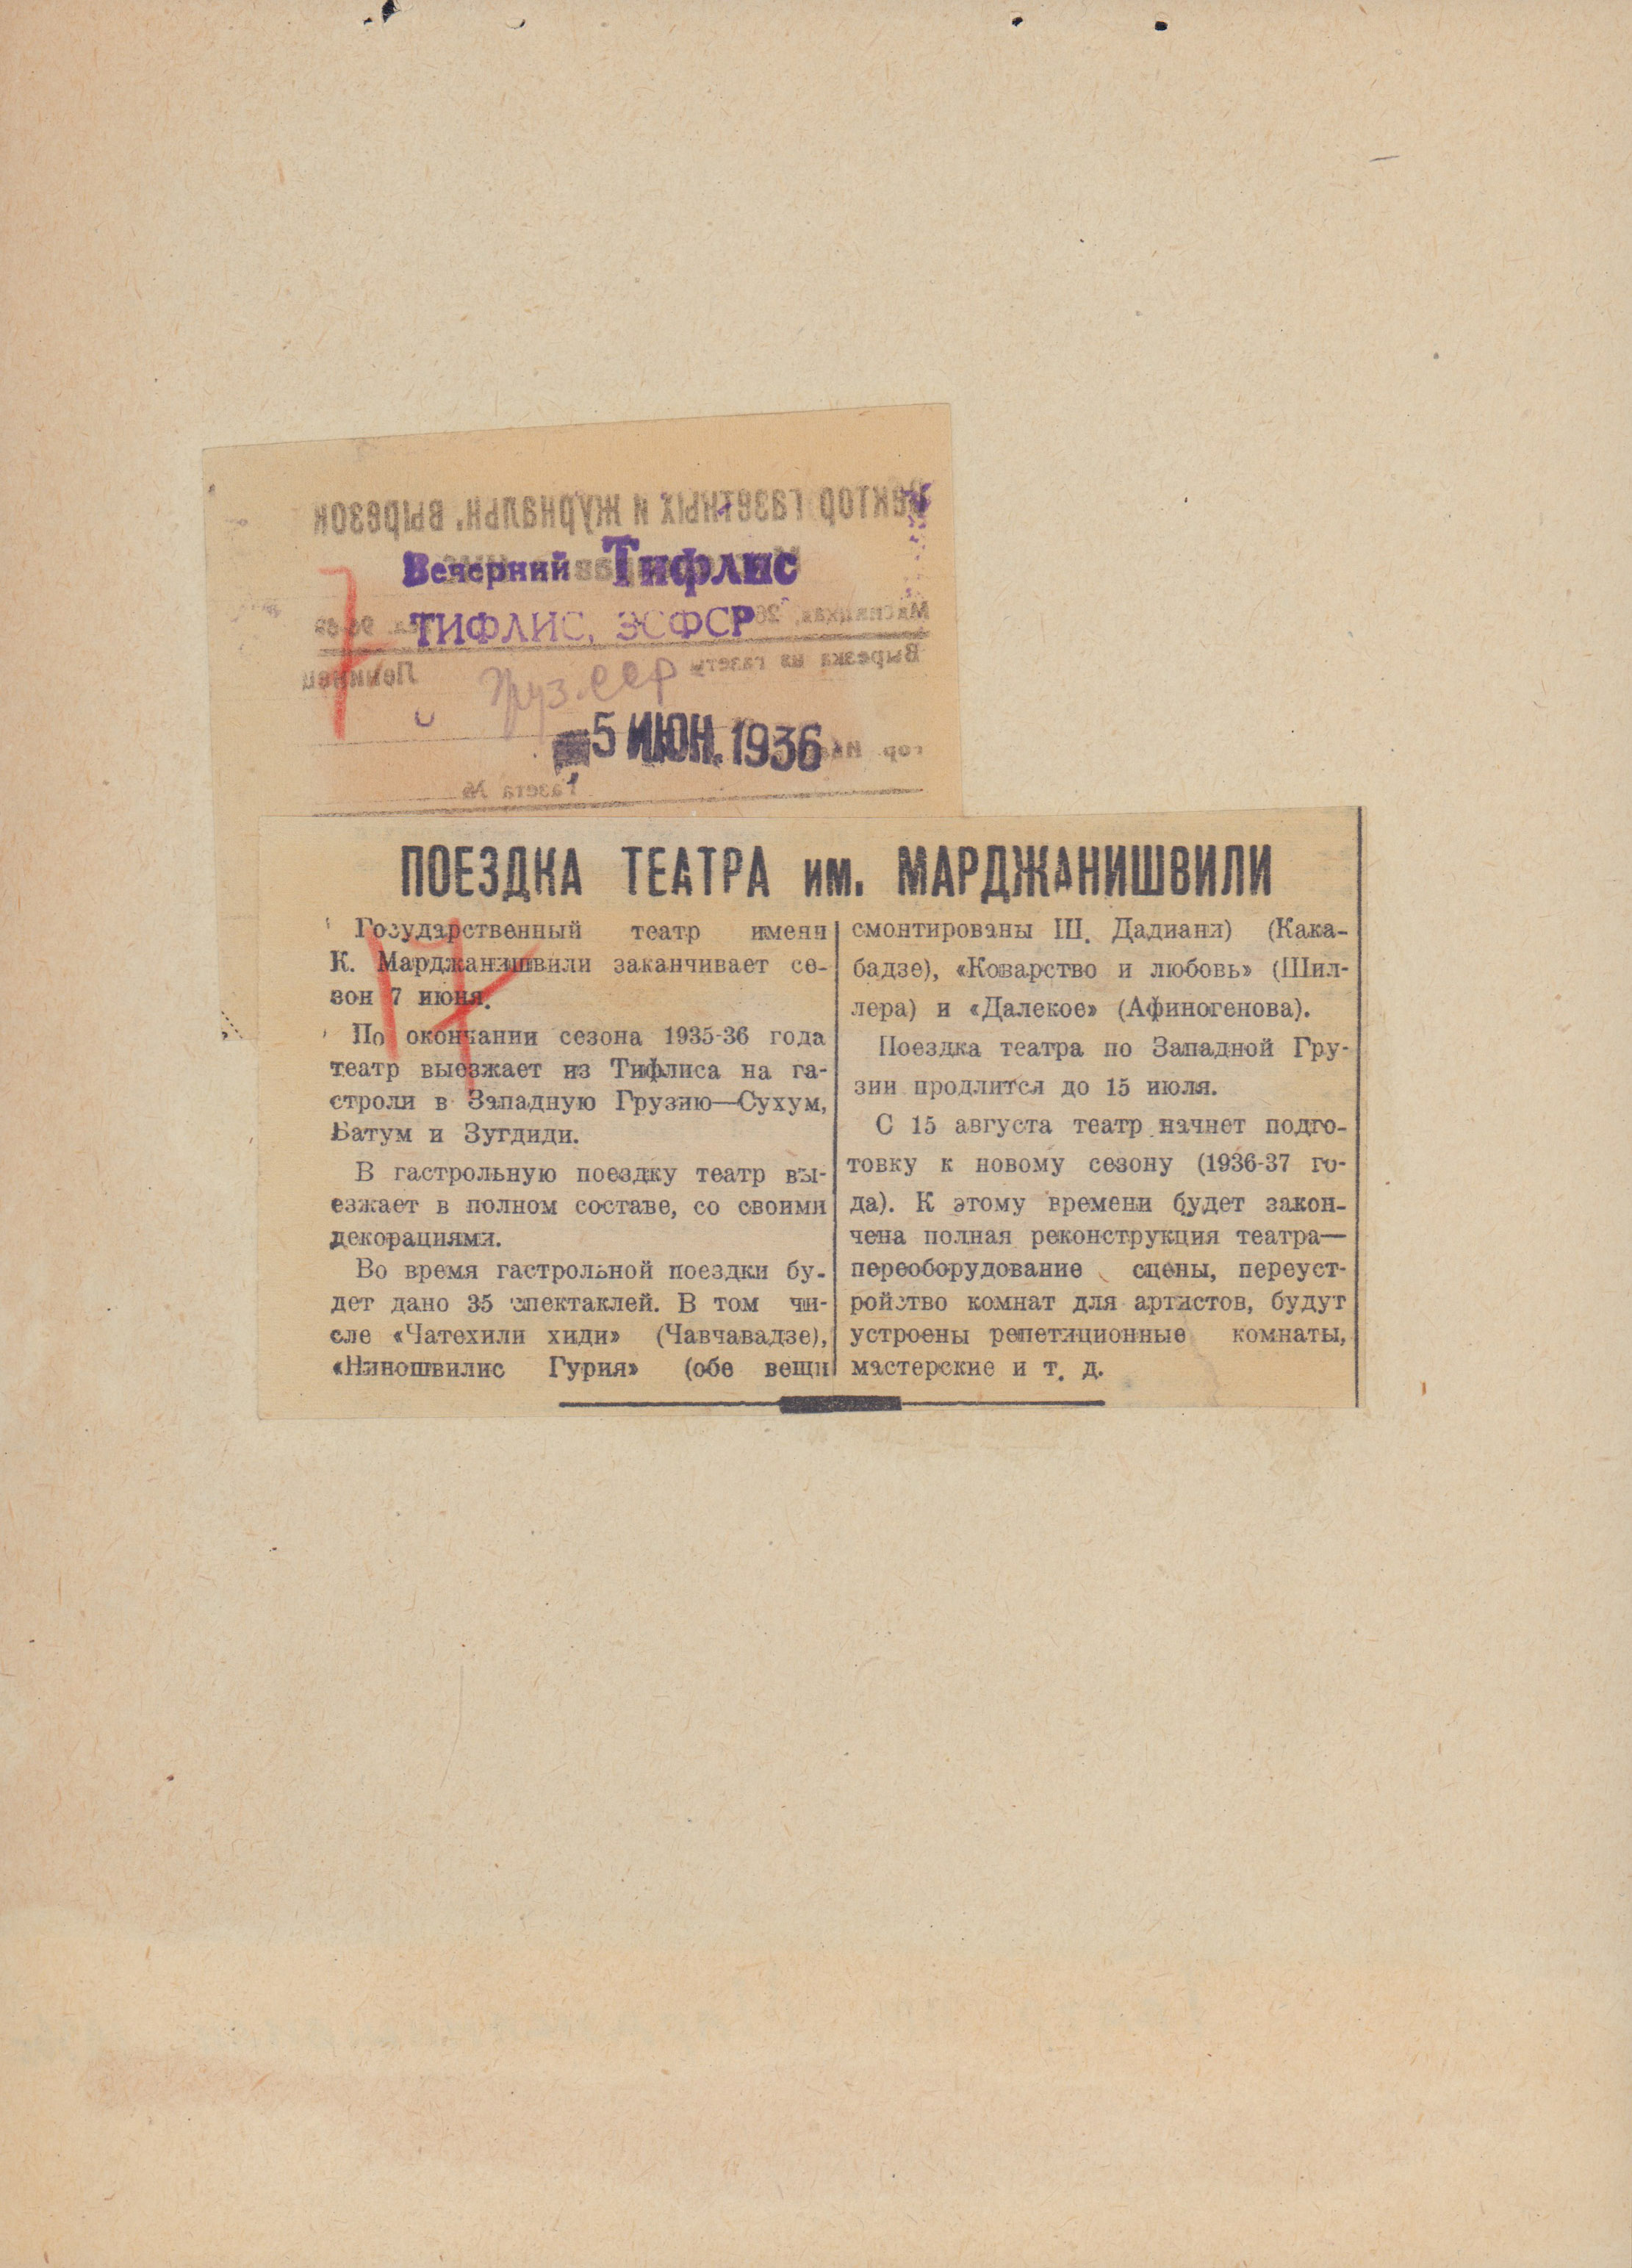 Вечерний Тифлис
ТИФЛИС, ЗСФСР
Груз. ССР
5 ИЮН. 1936
ПОЕЗДКА ТЕАТРА им. МАРДЖАНИШВИЛИ
Государственный театр имени
К. Марджанишвили заканчивает се-
зон 7 июня.
По окончании сезона 1935-36 года
театр выезжает из Тифлиса на га-
строли в Западную Грузию—Сухум,
Батум и Зугдиди.
В гастрольную поездку театр вы-
езжает в полном составе, со своими
декорациями.
Во время гастрольной поездки бу-
дет дано 35 спектаклей. В том чи-
сле «Чатехили хиди» (Чавчавадзе),
«Ниношвилис Гурия» (обе вещи
смонтированы Ш. Дадиани) (Кака-
бадзе), «Коварство и любовь» (Шил-
лера) и «Далекое» (Афиногенова).
Поездка театра по Западной Гру-
зии продлится до 15 июля.
С 15 августа театр начнет подго-
товку к новому сезону (1936-37 го-
да). К этому времени будет закон-
чена полная реконструкция театра—
переоборудование сцены, переуст-
ройство комнат для артистов, будут
устроены репетиционные комнаты,
мастерские и т. д.